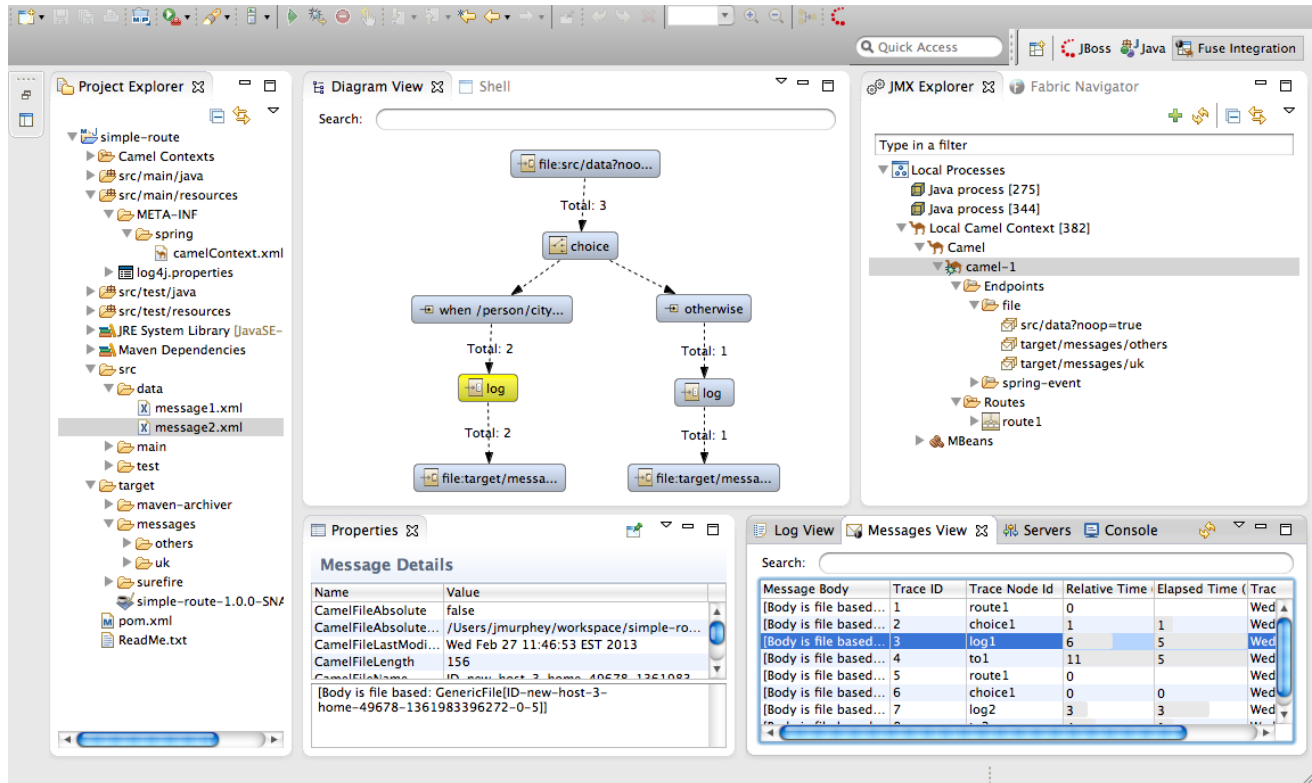 Quick Access
JBoss
Java
Fuse Integration
Project Explorer
simple-route
Camel Contexts
src/main/java
src/main/resources
META-INF
spring
camelContext.xml
log4j.properties
src/test/java
src/test/resources
JRE System Library [JavaSE-
Maven Dependencies
src
data
message1.xml
message2.xml
main
test
target
maven-archiver
messages
others
uk
surefire
simple-route-1.0.0-SNA
pom.xml
ReadMe.txt
Diagram View Shell
Search:
file:src/data?noo...
Total: 3
choice
when /person/city... otherwise
Total: 2 Total: 1
log log
Total: 2 Total: 1
file:target/messa... file:target/messa...
JMX Explorer Fabric Navigator
Type in a filter
Local Processes
Java process [275]
Java process [344]
Local Camel Context [382]
Camel
camel-1
Endpoints
file
src/data?noop=true
target/messages/others
target/messages/uk
spring-event
Routes
route1
MBeans
Properties
Message Details
Name Value
CamelFileAbsolute false
CamelFileAbsolute... /Users/jmurphey/workspace/simple-ro...
CamelFileLastModi... Wed Feb 27 11:46:53 EST 2013
CamelFileLength 156
CamelFileName ID-new-host-3-home-49678-1361983...
[Body is file based: GenericFile[ID-new-host-3-
home-49678-1361983396272-0-5]]
Log View Messages View Servers Console
Search:
Message Body Trace ID Trace Node Id Relative Time ( Elapsed Time ( Trac
[Body is file based... 1 route1 0 Wed
[Body is file based... 2 choice1 1 1 Wed
[Body is file based... 3 log1 6 5 Wed
[Body is file based... 4 to1 11 5 Wed
[Body is file based... 5 route1 0 Wed
[Body is file based... 6 choice1 0 0 Wed
[Body is file based... 7 log2 3 3 Wed